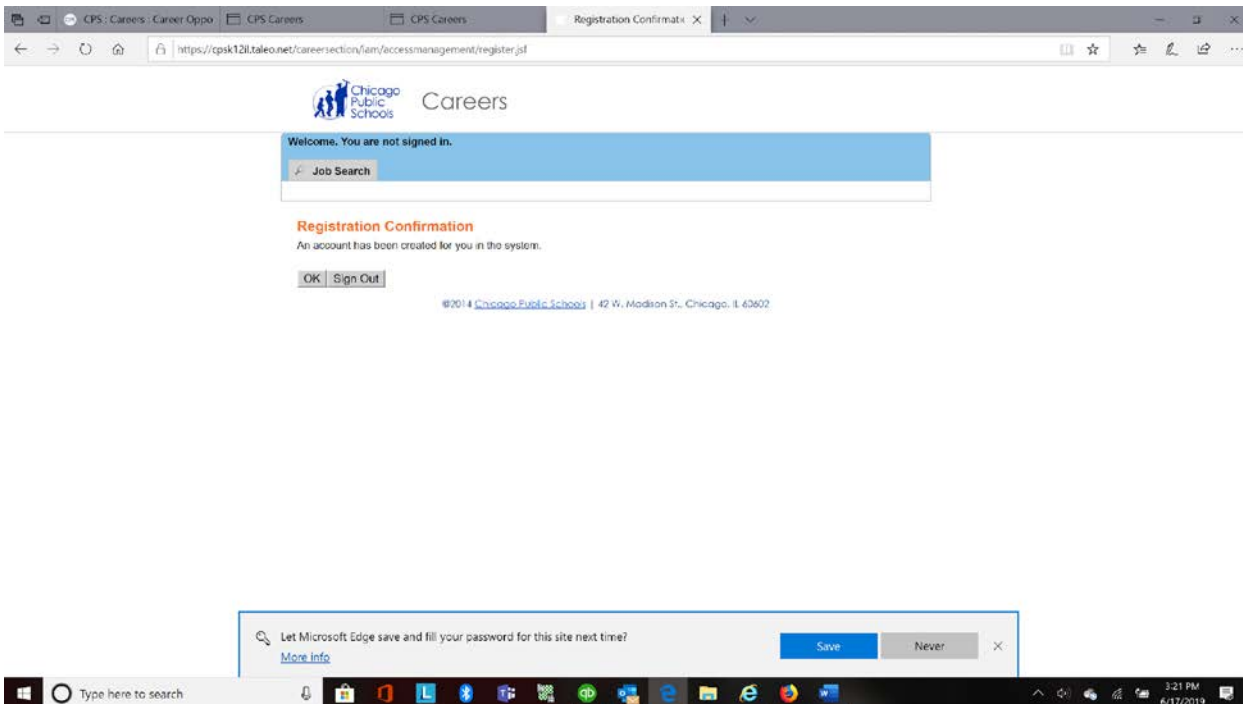 CPS : Careers : Career Oppo
CPS Careers
CPS Careers
Registration Confirmatic
https://cpsk12il.taleo.net/careersection/iam/accessmanagement/register.jsf
Chicago
Public
Schools
Careers
Welcome. You are not signed in.
Job Search
Registration Confirmation
An account has been created for you in the system.
OK
Sign Out
©2014 Chicago Public Schools | 42 W. Madison St., Chicago, IL 60602
Let Microsoft Edge save and fill your password for this site next time?
More info
Save
Never
Type here to search
3:21 PM
6/17/2019